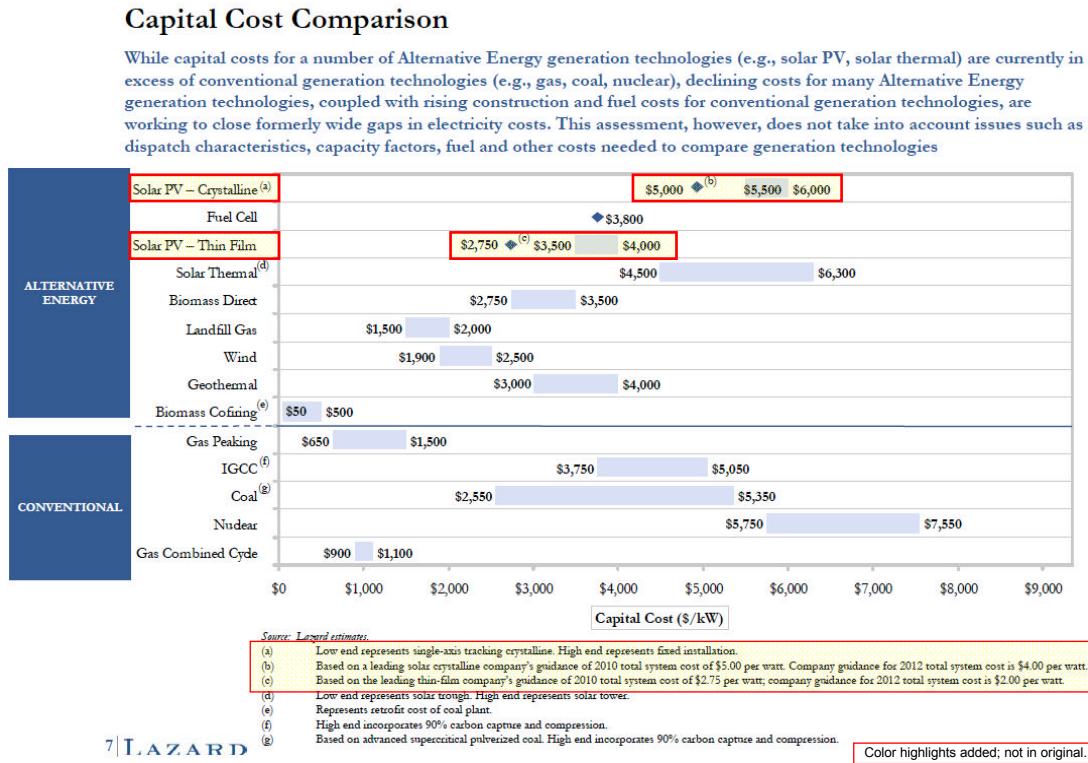 Capital Cost Comparison
While capital costs for a number of Alternative Energy generation technologies (e.g., solar PV, solar thermal) are currently in
excess of conventional generation technologies (e.g., gas, coal, nuclear), declining costs for many Alternative Energy
generation technologies, coupled with rising construction and fuel costs for conventional generation technologies, are
working to close formerly wide gaps in electricity costs. This assessment, however, does not take into account issues such as
dispatch characteristics, capacity factors, fuel and other costs needed to compare generation technologies
ALTERNATIVE
ENERGY
Solar PV – Crystalline (a) $5,000 (b) $5,500 $6,000
Fuel Cell $3,800
Solar PV – Thin Film $2,750 (c) $3,500 $4,000
Solar Thermal (d) $4,500 $6,300
Biomass Direct $2,750 $3,500
Landfill Gas $1,500 $2,000
Wind $1,900 $2,500
Geothermal $3,000 $4,000
Biomass Cofiring (e) $50 $500
CONVENTIONAL
Gas Peaking $650 $1,500
IGCC (f) $3,750 $5,050
Coal (g) $2,550 $5,350
Nuclear $5,750 $7,550
Gas Combined Cycle $900 $1,100
$0 $1,000 $2,000 $3,000 $4,000 $5,000 $6,000 $7,000 $8,000 $9,000
Capital Cost ($/kW)
Source: Lazard estimates.
(a) Low end represents single-axis tracking crystalline. High end represents fixed installation.
(b) Based on a leading solar crystalline company's guidance of 2010 total system cost of $5.00 per watt. Company guidance for 2012 total system cost is $4.00 per watt.
(c) Based on the leading thin-film company's guidance of 2010 total system cost of $2.75 per watt; company guidance for 2012 total system cost is $2.00 per watt.
(d) Low end represents solar trough. High end represents solar tower.
(e) Represents retrofit cost of coal plant.
(f) High end incorporates 90% carbon capture and compression.
(g) Based on advanced supercritical pulverized coal. High end incorporates 90% carbon capture and compression.
7 | LAZARD
Color highlights added; not in original.